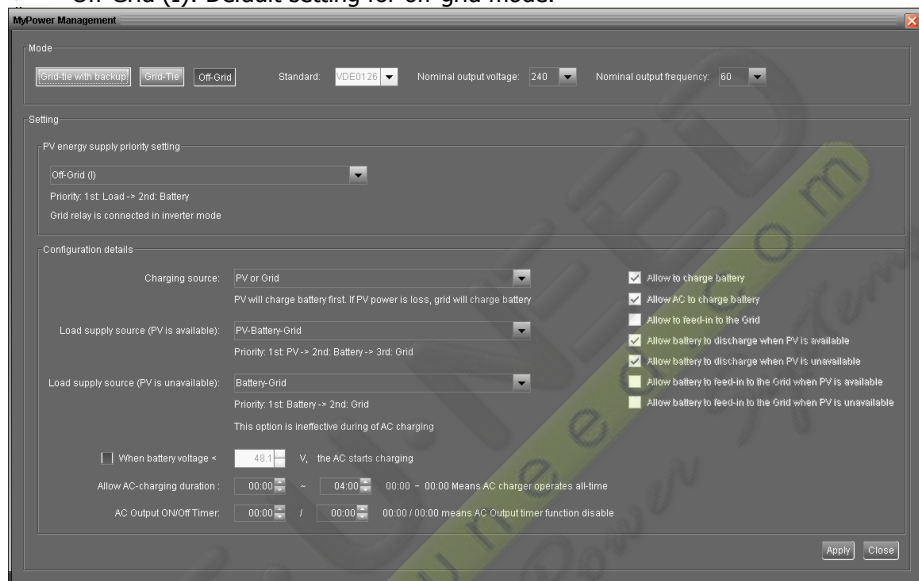 Off-Grid (I): Default setting for off-grid mode.
MyPower Management
Mode
Grid-tie with backup Grid-Tie Off-Grid Standard: VDE0126 Nominal output voltage: 240 Nominal output frequency: 60
Setting
PV energy supply priority setting
Off-Grid (I)
Priority: 1st: Load -> 2nd: Battery
Grid relay is connected in inverter mode
Configuration details
Charging source: PV or Grid
PV will charge battery first. If PV power is loss, grid will charge battery
Load supply source (PV is available): PV-Battery-Grid
Priority: 1st: PV -> 2nd: Battery -> 3rd: Grid
Load supply source (PV is unavailable): Battery-Grid
Priority: 1st: Battery -> 2nd: Grid
This option is ineffective during of AC charging
When battery voltage < 48.1 V, the AC starts charging
Allow AC-charging duration : 00:00 ~ 04:00 00:00 ~ 00:00 Means AC charger operates all-time
AC Output ON/Off Timer: 00:00 / 00:00 00:00 / 00:00 means AC Output timer function disable
Allow to charge battery
Allow AC to charge battery
Allow to feed-in to the Grid
Allow battery to discharge when PV is available
Allow battery to discharge when PV is unavailable
Allow battery to feed-in to the Grid when PV is available
Allow battery to feed-in to the Grid when PV is unavailable
Apply Close